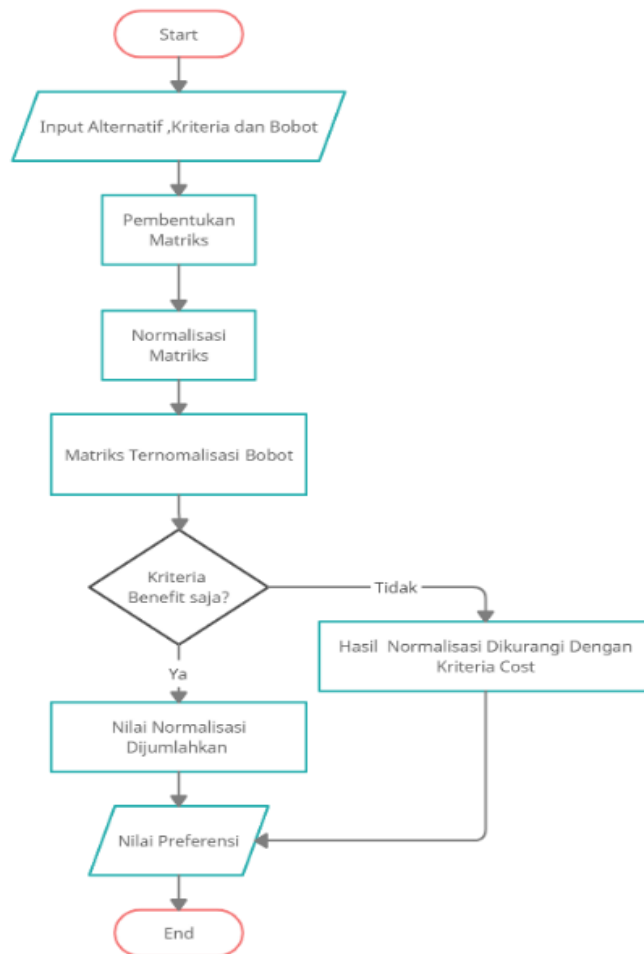 Start
Input Alternatif ,Kriteria dan Bobot
Pembentukan
Matriks
Normalisasi
Matriks
Matriks Ternomalisasi Bobot
Kriteria
Benefit saja?
Tidak
Hasil  Normalisasi Dikurangi Dengan
Kriteria Cost
Ya
Nilai Normalisasi
Dijumlahkan
Nilai Preferensi
End